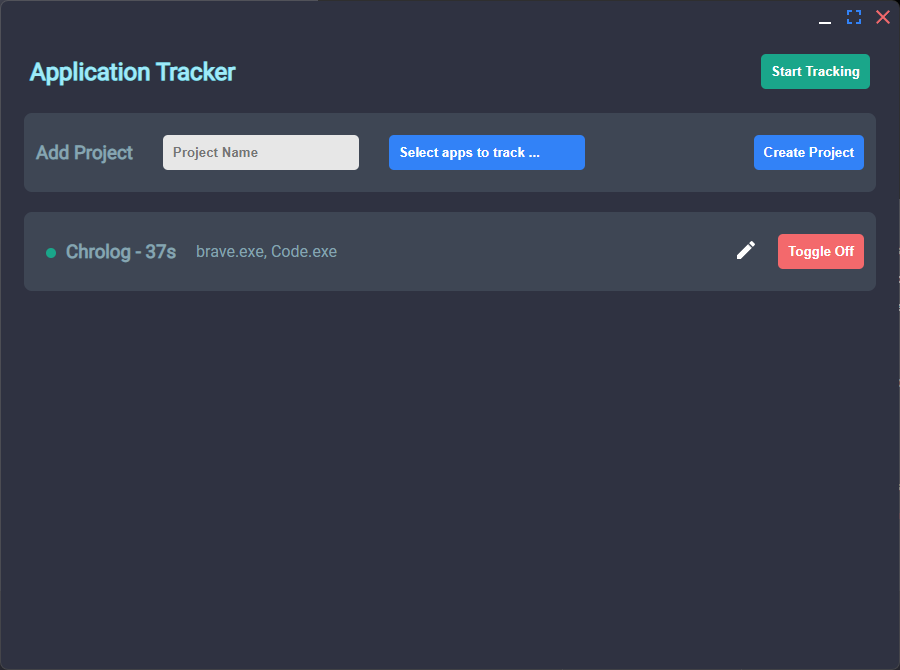 Application Tracker
Start Tracking
Add Project
Project Name
Select apps to track ...
Create Project
Chrolog - 37s
brave.exe, Code.exe
Toggle Off